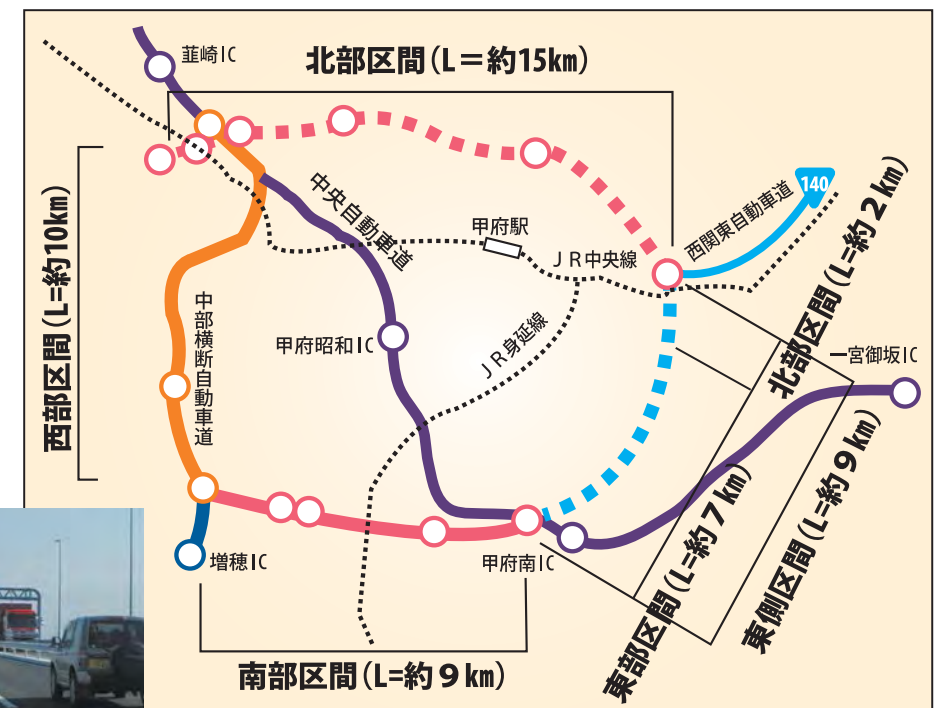 韮崎IC
北部区間(L=約15km)
140
西関東自動車道
中央自動車道
甲府駅
JR中央線
西部区間(L=約10km)
中部横断自動車道
甲府昭和IC
JR身延線
北部区間(L=約2km)
一宮御坂IC
東部区間(L=約7km)
東側区間(L=約9km)
増穂IC
甲府南IC
南部区間(L=約9km)